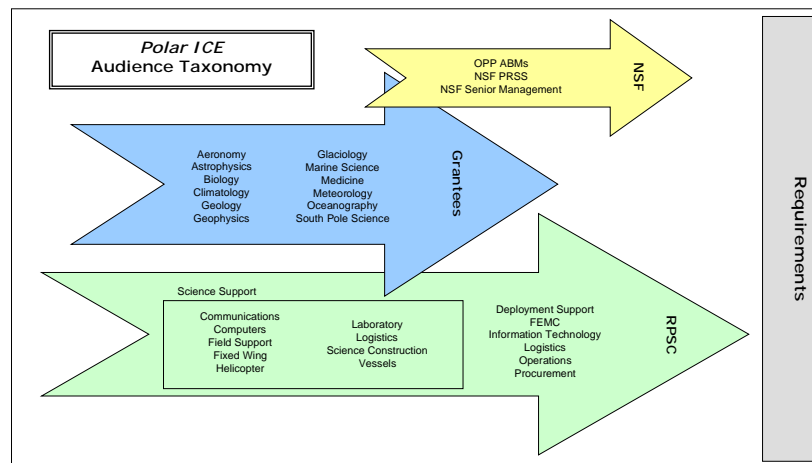 Polar ICE
Audience Taxonomy
OPP ABMs
NSF PRSS
NSF Senior Management
NSF
Aeronomy
Astrophysics
Biology
Climatology
Geology
Geophysics
Glaciology
Marine Science
Medicine
Meteorology
Oceanography
South Pole Science
Grantees
Science Support
Communications
Computers
Field Support
Fixed Wing
Helicopter
Laboratory
Logistics
Science Construction
Vessels
Deployment Support
FEMC
Information Technology
Logistics
Operations
Procurement
RPSC
Requirements